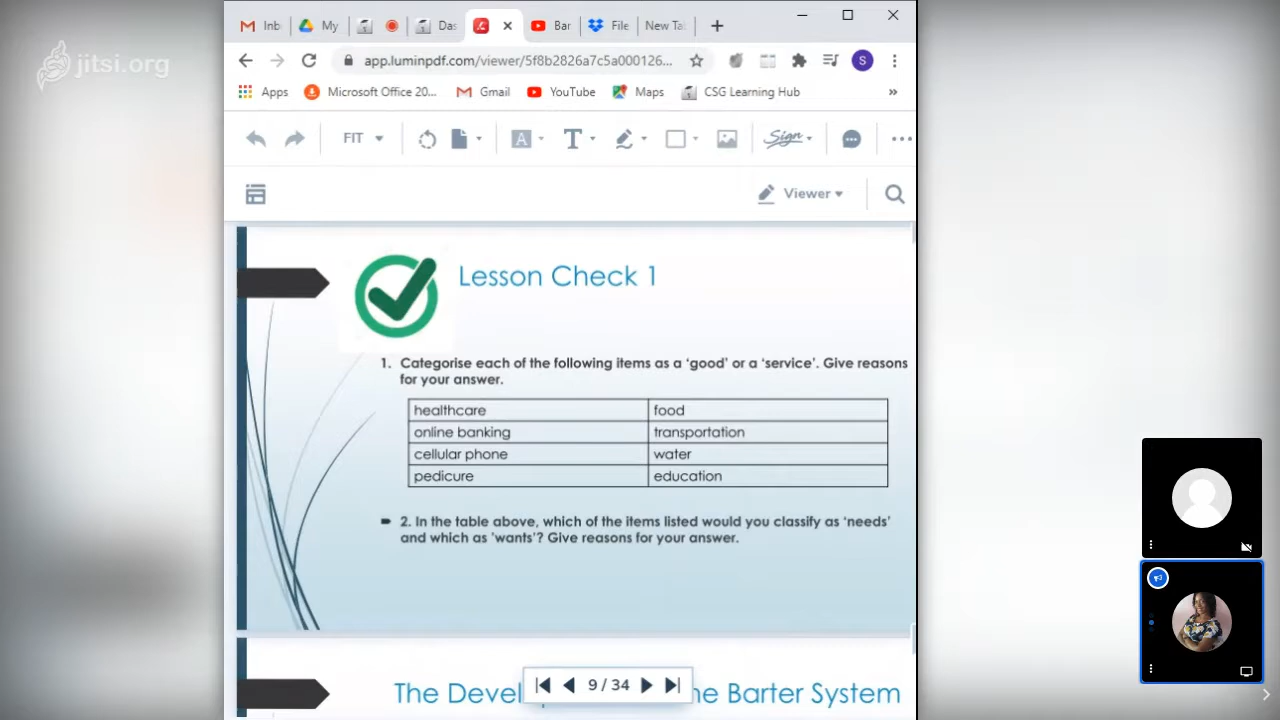 jitsi.org
Inb
My
Das
Bar
File
New Ta
app.luminpdf.com/viewer/5f8b2826a7c5a000126...
S
Apps
Microsoft Office 20...
Gmail
YouTube
Maps
CSG Learning Hub
»
FIT
A
T
Sign
Viewer
Lesson Check 1
1. Categorise each of the following items as a ‘good’ or a ‘service’. Give reasons
for your answer.
healthcare food
online banking transportation
cellular phone water
pedicure education
2. In the table above, which of the items listed would you classify as ‘needs’
and which as ‘wants’? Give reasons for your answer.
The Devel
9 / 34
he Barter System